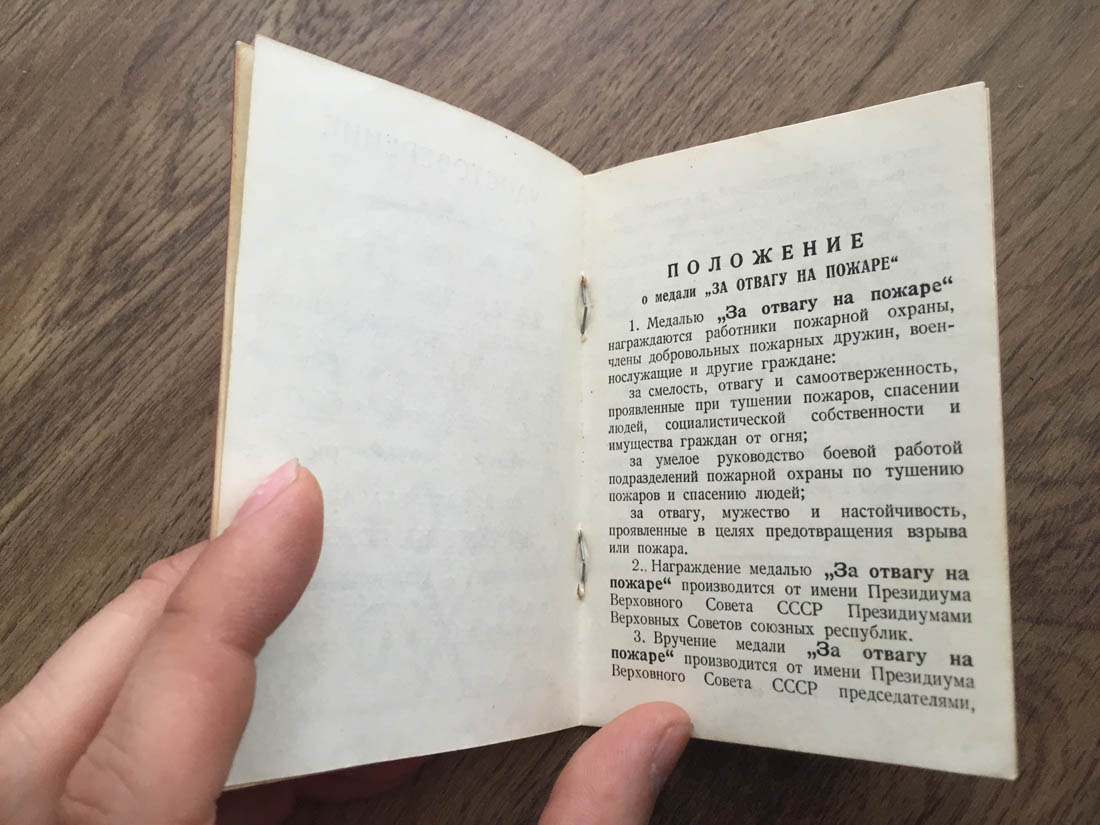 ПОЛОЖЕНИЕ
о медали „ЗА ОТВАГУ НА ПОЖАРЕ“
1. Медалью „За отвагу на пожаре“
награждаются работники пожарной охраны,
члены добровольных пожарных дружин, воен-
нослужащие и другие граждане:
за смелость, отвагу и самоотверженность,
проявленные при тушении пожаров, спасении
людей, социалистической собственности и
имущества граждан от огня;
за умелое руководство боевой работой
подразделений пожарной охраны по тушению
пожаров и спасению людей;
за отвагу, мужество и настойчивость,
проявленные в целях предотвращения взрыва
или пожара.
2.. Награждение медалью „За отвагу на
пожаре“ производится от имени Президиума
Верховного Совета СССР Президиумами
Верховных Советов союзных республик.
3. Вручение медали „За отвагу на
пожаре“ производится от имени Президиума
Верховного Совета СССР председателями,